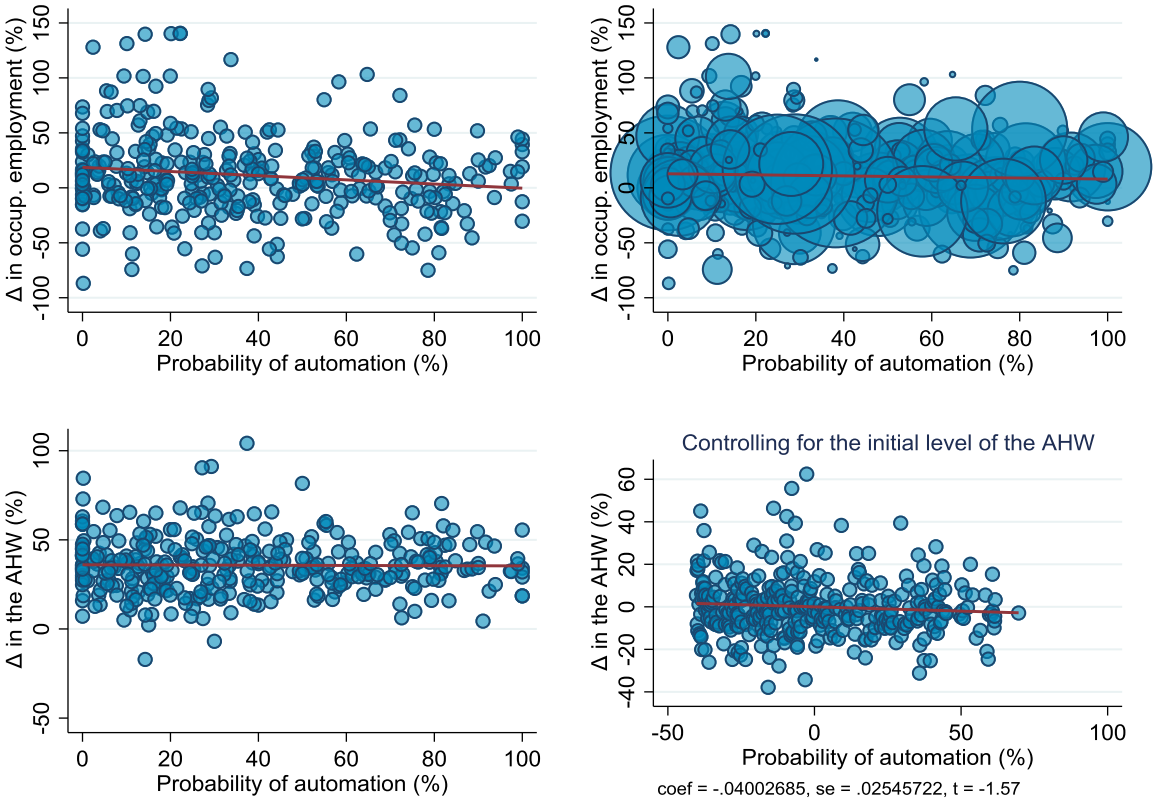 Δ in occup. employment (%)
150
100
50
0
-50
-100
0 20 40 60 80 100
Probability of automation (%)
Δ in occup. employment (%)
150
100
50
0
-50
-100
0 20 40 60 80 100
Probability of automation (%)
Δ in the AHW (%)
100
50
0
-50
0 20 40 60 80 100
Probability of automation (%)
Controlling for the initial level of the AHW
Δ in the AHW (%)
60
40
20
0
-20
-40
-50 0 50 100
Probability of automation (%)
coef = -.04002685, se = .02545722, t = -1.57